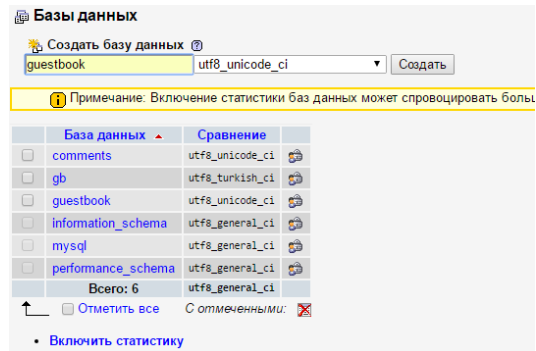 Базы данных
Создать базу данных
guestbook utf8_unicode_ci Создать
Примечание: Включение статистики баз данных может спровоцировать боль
База данных Сравнение
comments utf8_unicode_ci
gb utf8_turkish_ci
guestbook utf8_unicode_ci
information_schema utf8_general_ci
mysql utf8_general_ci
performance_schema utf8_general_ci
Всего: 6 utf8_general_ci
Отметить все С отмеченными:
• Включить статистику